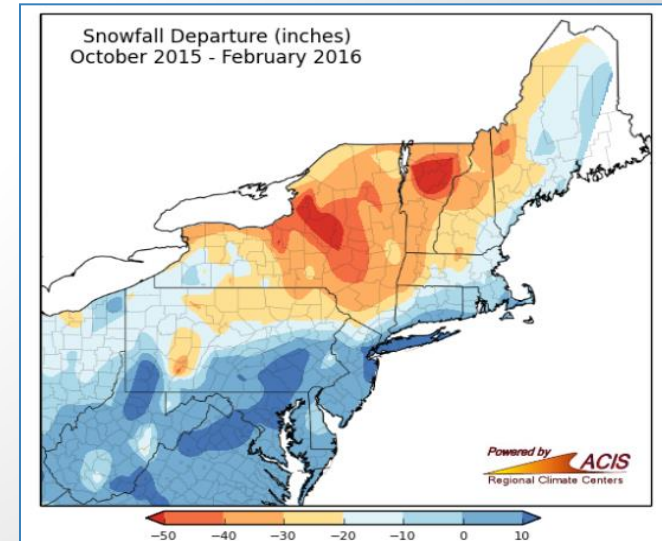 Snowfall Departure (inches)
October 2015 - February 2016
Powered by
ACIS
Regional Climate Centers
−50 −40 −30 −20 −10 0 10